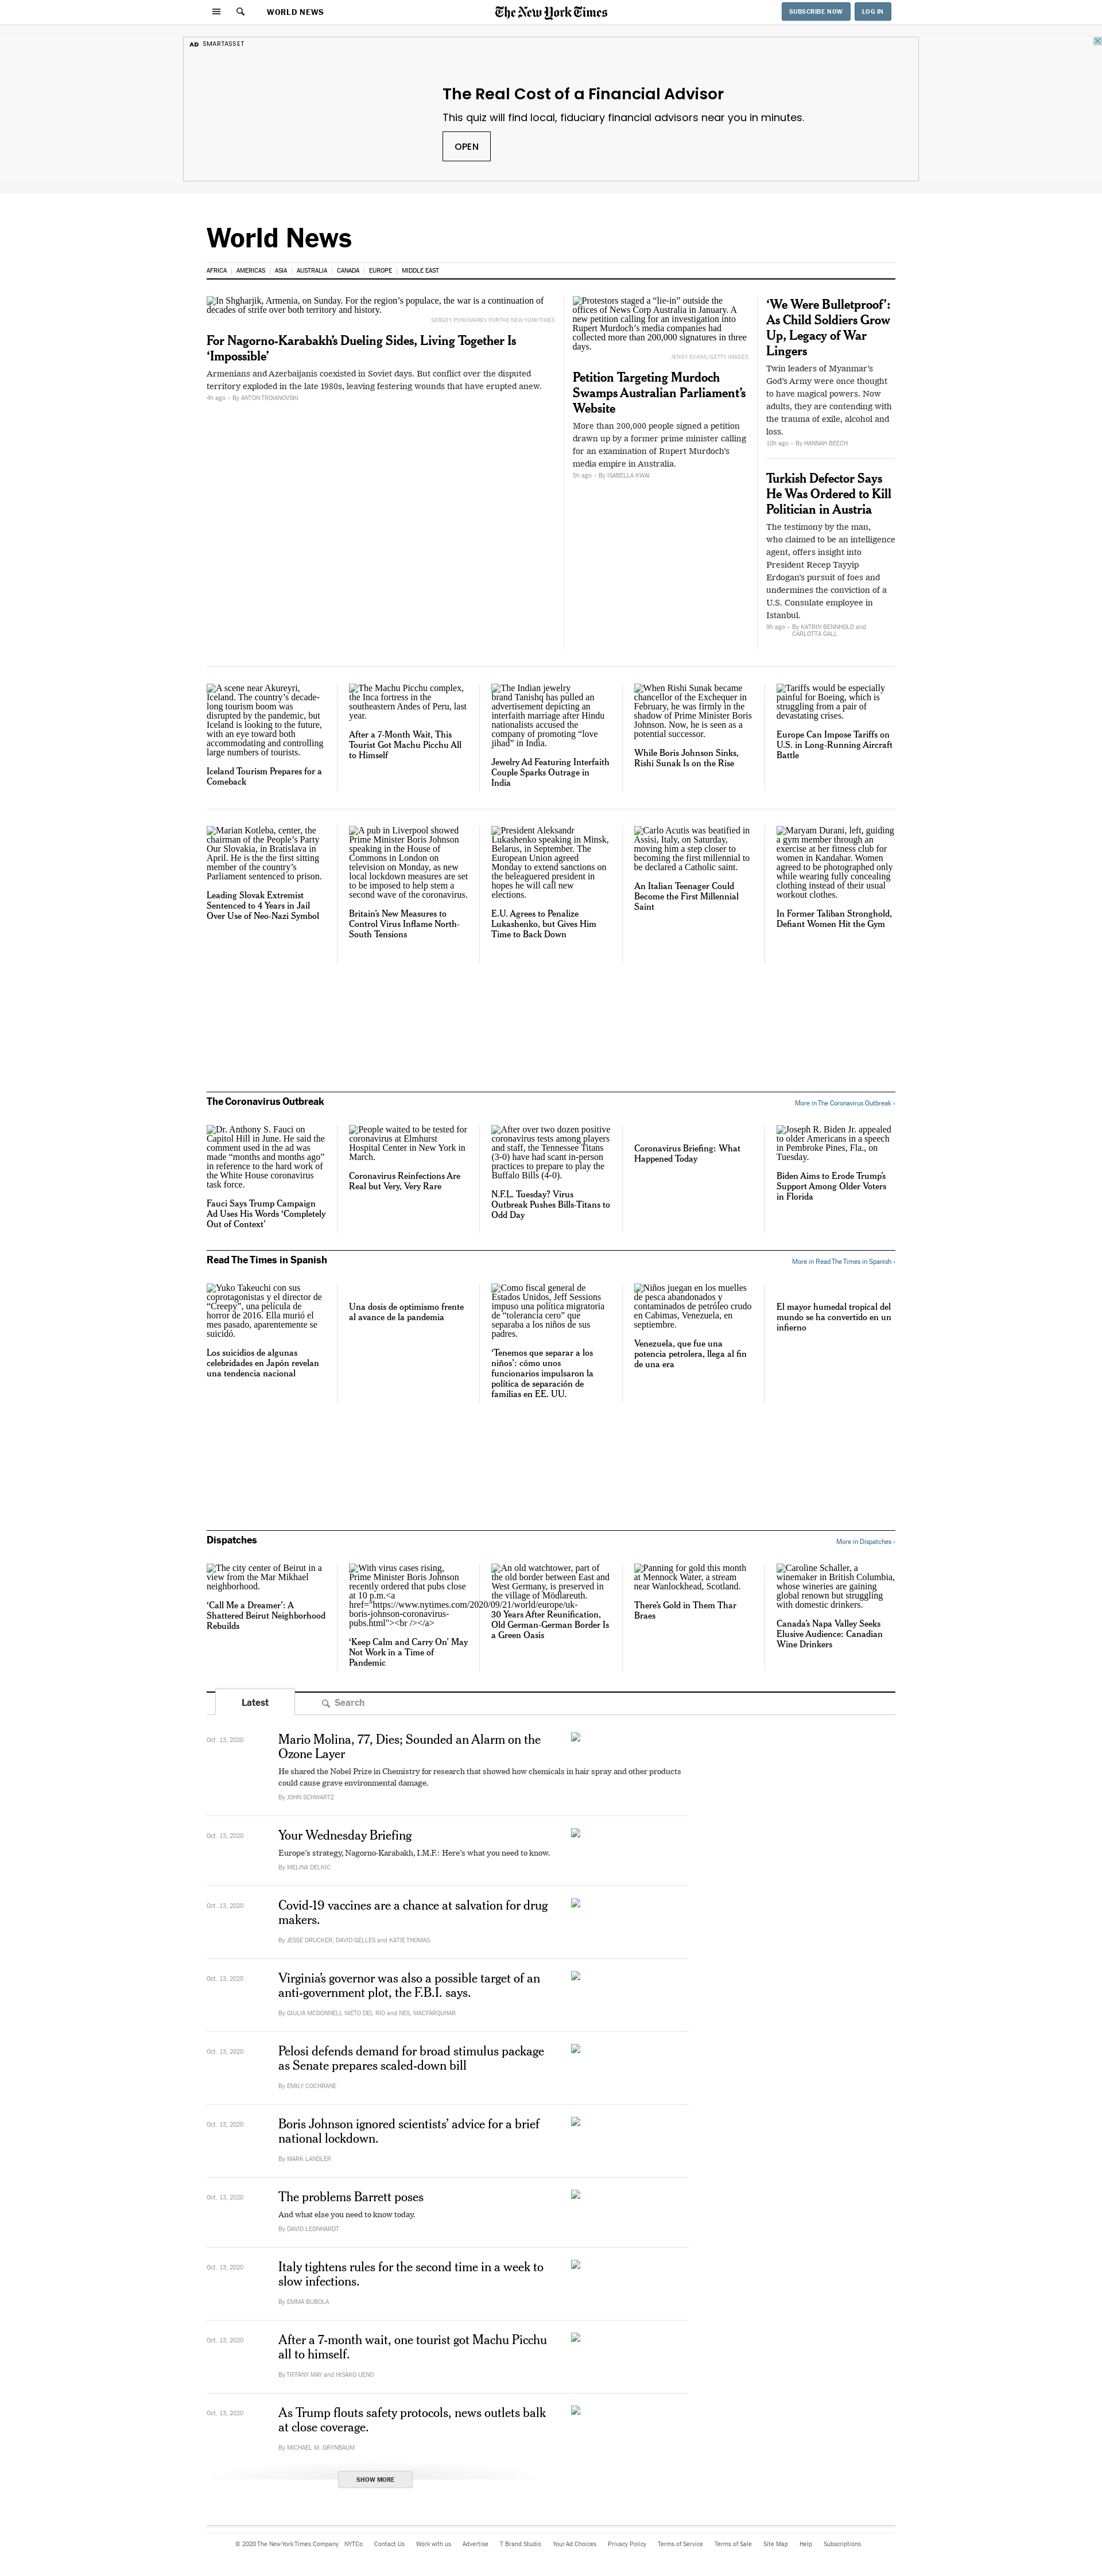 WORLD NEWS
The New York Times
SUBSCRIBE NOW
LOG IN
AD SMARTASSET
The Real Cost of a Financial Advisor
This quiz will find local, fiduciary financial advisors near you in minutes.
OPEN
World News
AFRICA
AMERICAS
ASIA
AUSTRALIA
CANADA
EUROPE
MIDDLE EAST
In Shgharjik, Armenia, on Sunday. For the region’s populace, the war is a continuation of
decades of strife over both territory and history.
SERGEY PONOMAREV FOR THE NEW YORK TIMES
For Nagorno-Karabakh’s Dueling Sides, Living Together Is
‘Impossible’
Armenians and Azerbaijanis coexisted in Soviet days. But conflict over the disputed
territory exploded in the late 1980s, leaving festering wounds that have erupted anew.
4h ago - By ANTON TROIANOVSKI
Protestors staged a “lie-in” outside the
offices of News Corp Australia in January. A
new petition calling for an investigation into
Rupert Murdoch’s media companies had
collected more than 200,000 signatures in three
days.
JENNY EVANS/GETTY IMAGES
Petition Targeting Murdoch
Swamps Australian Parliament’s
Website
More than 200,000 people signed a petition
drawn up by a former prime minister calling
for an examination of Rupert Murdoch’s
media empire in Australia.
5h ago - By ISABELLA KWAI
‘We Were Bulletproof’:
As Child Soldiers Grow
Up, Legacy of War
Lingers
Twin leaders of Myanmar’s
God’s Army were once thought
to have magical powers. Now
adults, they are contending with
the trauma of exile, alcohol and
loss.
10h ago - By HANNAH BEECH
Turkish Defector Says
He Was Ordered to Kill
Politician in Austria
The testimony by the man,
who claimed to be an intelligence
agent, offers insight into
President Recep Tayyip
Erdogan’s pursuit of foes and
undermines the conviction of a
U.S. Consulate employee in
Istanbul.
9h ago - By KATRIN BENNHOLD and
CARLOTTA GALL
A scene near Akureyri,
Iceland. The country’s decade-
long tourism boom was
disrupted by the pandemic, but
Iceland is looking to the future,
with an eye toward both
accommodating and controlling
large numbers of tourists.
Iceland Tourism Prepares for a
Comeback
The Machu Picchu complex,
the Inca fortress in the
southeastern Andes of Peru, last
year.
After a 7-Month Wait, This
Tourist Got Machu Picchu All
to Himself
The Indian jewelry
brand Tanishq has pulled an
advertisement depicting an
interfaith marriage after Hindu
nationalists accused the
company of promoting “love
jihad” in India.
Jewelry Ad Featuring Interfaith
Couple Sparks Outrage in
India
When Rishi Sunak became
chancellor of the Exchequer in
February, he was firmly in the
shadow of Prime Minister Boris
Johnson. Now, he is seen as a
potential successor.
While Boris Johnson Sinks,
Rishi Sunak Is on the Rise
Tariffs would be especially
painful for Boeing, which is
struggling from a pair of
devastating crises.
Europe Can Impose Tariffs on
U.S. in Long-Running Aircraft
Battle
Marian Kotleba, center, the
chairman of the People’s Party
Our Slovakia, in Bratislava in
April. He is the the first sitting
member of the country’s
Parliament sentenced to prison.
Leading Slovak Extremist
Sentenced to 4 Years in Jail
Over Use of Neo-Nazi Symbol
A pub in Liverpool showed
Prime Minister Boris Johnson
speaking in the House of
Commons in London on
television on Monday, as new
local lockdown measures are set
to be imposed to help stem a
second wave of the coronavirus.
Britain’s New Measures to
Control Virus Inflame North-
South Tensions
President Aleksandr
Lukashenko speaking in Minsk,
Belarus, in September. The
European Union agreed
Monday to extend sanctions on
the beleaguered president in
hopes he will call new
elections.
E.U. Agrees to Penalize
Lukashenko, but Gives Him
Time to Back Down
Carlo Acutis was beatified in
Assisi, Italy, on Saturday,
moving him a step closer to
becoming the first millennial to
be declared a Catholic saint.
An Italian Teenager Could
Become the First Millennial
Saint
Maryam Durani, left, guiding
a gym member through an
exercise at her fitness club for
women in Kandahar. Women
agreed to be photographed only
while wearing fully concealing
clothing instead of their usual
workout clothes.
In Former Taliban Stronghold,
Defiant Women Hit the Gym
The Coronavirus Outbreak
More in The Coronavirus Outbreak ›
Dr. Anthony S. Fauci on
Capitol Hill in June. He said the
comment used in the ad was
made “months and months ago”
in reference to the hard work of
the White House coronavirus
task force.
Fauci Says Trump Campaign
Ad Uses His Words ‘Completely
Out of Context’
People waited to be tested for
coronavirus at Elmhurst
Hospital Center in New York in
March.
Coronavirus Reinfections Are
Real but Very, Very Rare
After over two dozen positive
coronavirus tests among players
and staff, the Tennessee Titans
(3-0) have had scant in-person
practices to prepare to play the
Buffalo Bills (4-0).
N.F.L. Tuesday? Virus
Outbreak Pushes Bills-Titans to
Odd Day
Coronavirus Briefing: What
Happened Today
Joseph R. Biden Jr. appealed
to older Americans in a speech
in Pembroke Pines, Fla., on
Tuesday.
Biden Aims to Erode Trump’s
Support Among Older Voters
in Florida
Read The Times in Spanish
More in Read The Times in Spanish ›
Yuko Takeuchi con sus
coprotagonistas y el director de
“Creepy”, una película de
horror de 2016. Ella murió el
mes pasado, aparentemente se
suicidó.
Los suicidios de algunas
celebridades en Japón revelan
una tendencia nacional
Una dosis de optimismo frente
al avance de la pandemia
Como fiscal general de
Estados Unidos, Jeff Sessions
impuso una política migratoria
de “tolerancia cero” que
separaba a los niños de sus
padres.
‘Tenemos que separar a los
niños’: cómo unos
funcionarios impulsaron la
política de separación de
familias en EE. UU.
Niños juegan en los muelles
de pesca abandonados y
contaminados de petróleo crudo
en Cabimas, Venezuela, en
septiembre.
Venezuela, que fue una
potencia petrolera, llega al fin
de una era
El mayor humedal tropical del
mundo se ha convertido en un
infierno
Dispatches
More in Dispatches ›
The city center of Beirut in a
view from the Mar Mikhael
neighborhood.
‘Call Me a Dreamer’: A
Shattered Beirut Neighborhood
Rebuilds
With virus cases rising,
Prime Minister Boris Johnson
recently ordered that pubs close
at 10 p.m.<a
href="https://www.nytimes.com/2020/09/21/world/europe/uk-
boris-johnson-coronavirus-
pubs.html"><br /></a>
‘Keep Calm and Carry On’ May
Not Work in a Time of
Pandemic
An old watchtower, part of
the old border between East and
West Germany, is preserved in
the village of Mödlareuth.
30 Years After Reunification,
Old German-German Border Is
a Green Oasis
Panning for gold this month
at Mennock Water, a stream
near Wanlockhead, Scotland.
There’s Gold in Them Thar
Braes
Caroline Schaller, a
winemaker in British Columbia,
whose wineries are gaining
global renown but struggling
with domestic drinkers.
Canada’s Napa Valley Seeks
Elusive Audience: Canadian
Wine Drinkers
Latest
Search
Oct. 13, 2020
Mario Molina, 77, Dies; Sounded an Alarm on the
Ozone Layer
He shared the Nobel Prize in Chemistry for research that showed how chemicals in hair spray and other products
could cause grave environmental damage.
By JOHN SCHWARTZ
Oct. 13, 2020
Your Wednesday Briefing
Europe’s strategy, Nagorno-Karabakh, I.M.F.: Here’s what you need to know.
By MELINA DELKIC
Oct. 13, 2020
Covid-19 vaccines are a chance at salvation for drug
makers.
By JESSE DRUCKER, DAVID GELLES and KATIE THOMAS
Oct. 13, 2020
Virginia’s governor was also a possible target of an
anti-government plot, the F.B.I. says.
By GIULIA MCDONNELL NIETO DEL RIO and NEIL MACFARQUHAR
Oct. 13, 2020
Pelosi defends demand for broad stimulus package
as Senate prepares scaled-down bill
By EMILY COCHRANE
Oct. 13, 2020
Boris Johnson ignored scientists’ advice for a brief
national lockdown.
By MARK LANDLER
Oct. 13, 2020
The problems Barrett poses
And what else you need to know today.
By DAVID LEONHARDT
Oct. 13, 2020
Italy tightens rules for the second time in a week to
slow infections.
By EMMA BUBOLA
Oct. 13, 2020
After a 7-month wait, one tourist got Machu Picchu
all to himself.
By TIFFANY MAY and HISAKO UENO
Oct. 13, 2020
As Trump flouts safety protocols, news outlets balk
at close coverage.
By MICHAEL M. GRYNBAUM
SHOW MORE
© 2020 The New York Times Company
NYTCo
Contact Us
Work with us
Advertise
T Brand Studio
Your Ad Choices
Privacy Policy
Terms of Service
Terms of Sale
Site Map
Help
Subscriptions